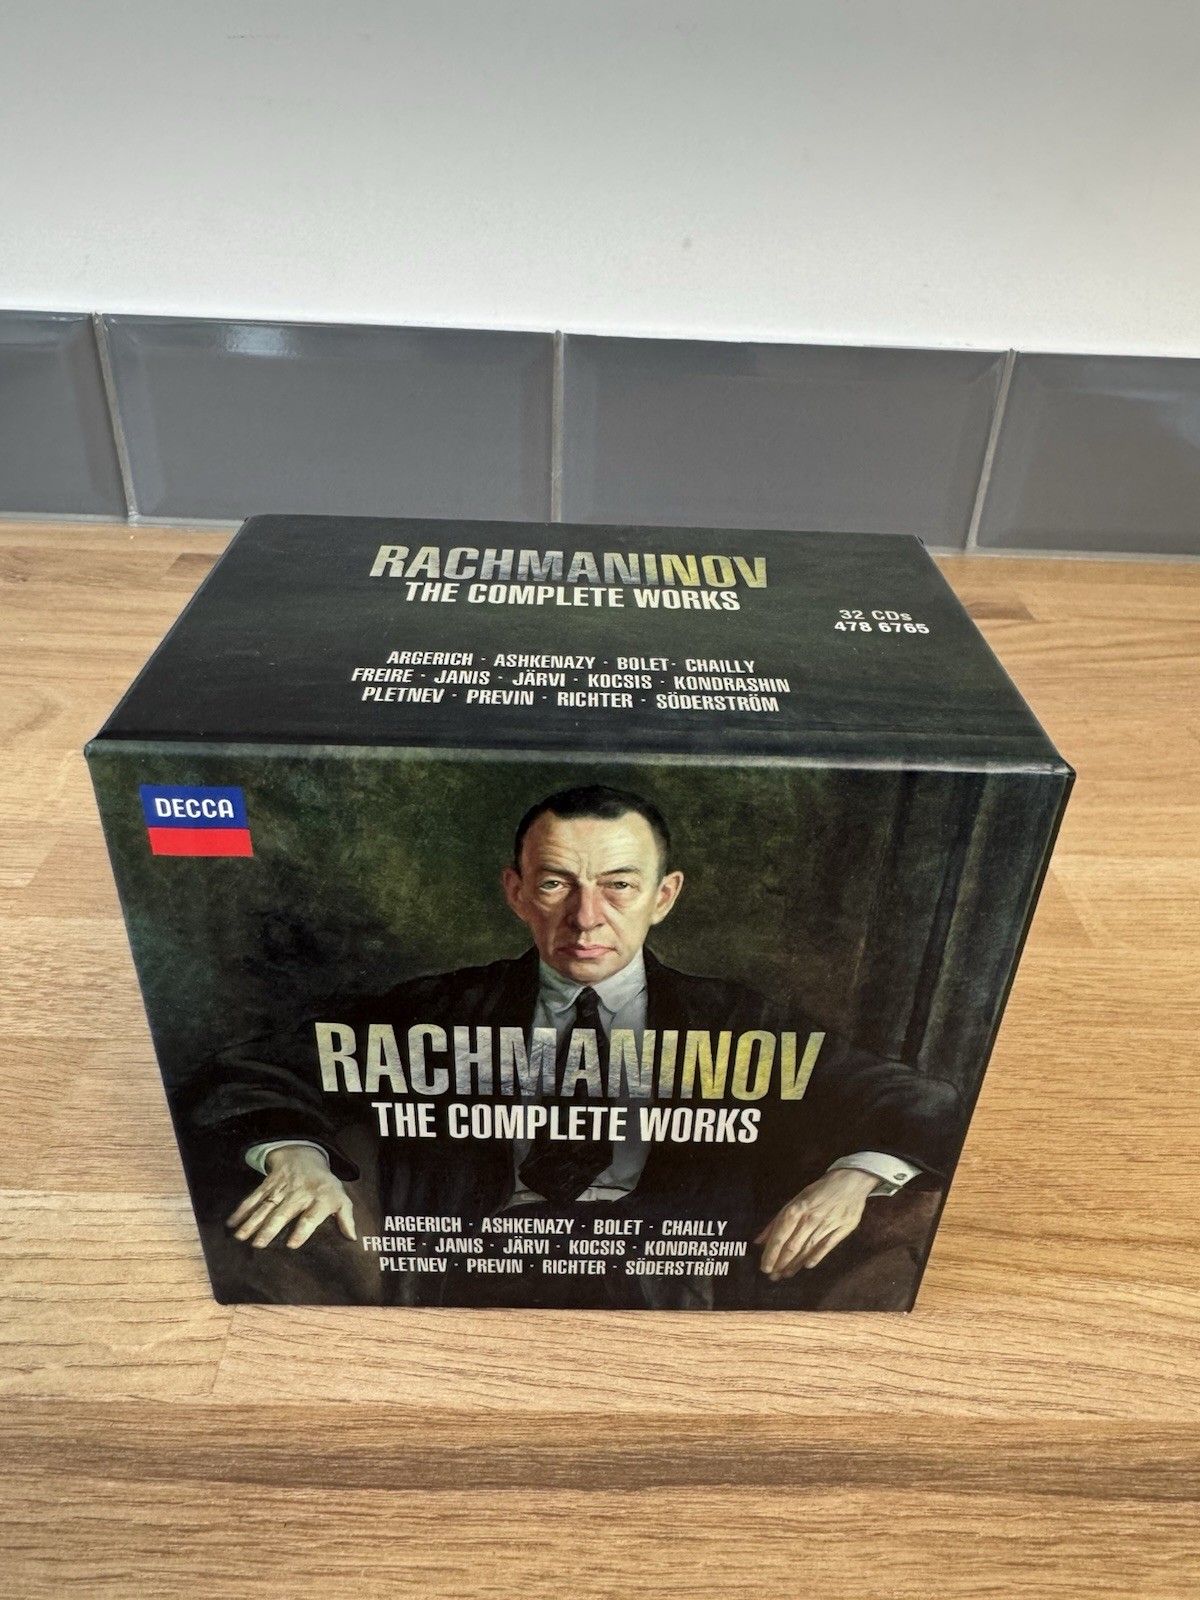 RACHMANINOV
THE COMPLETE WORKS
32 CDs
478 6765
ARGERICH · ASHKENAZY · BOLET · CHAILLY
FREIRE · JANIS · JÄRVI · KOCSIS · KONDRASHIN
PLETNEV · PREVIN · RICHTER · SÖDERSTRÖM
DECCA
RACHMANINOV
THE COMPLETE WORKS
ARGERICH · ASHKENAZY · BOLET · CHAILLY
FREIRE · JANIS · JÄRVI · KOCSIS · KONDRASHIN
PLETNEV · PREVIN · RICHTER · SÖDERSTRÖM